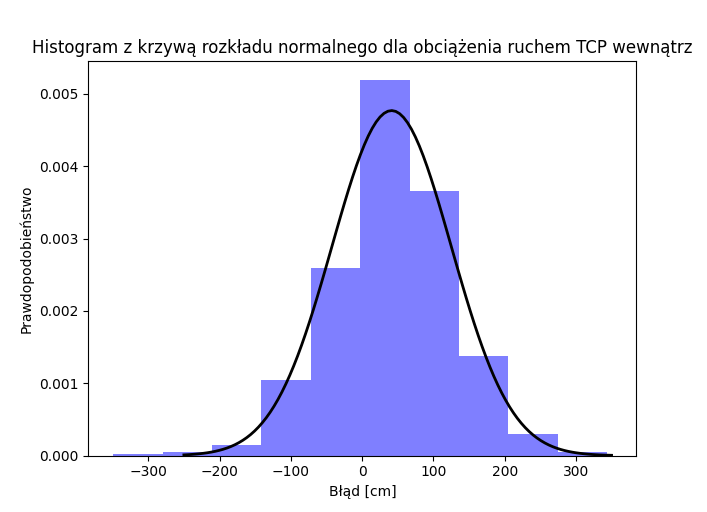 Histogram z krzywą rozkładu normalnego dla obciążenia ruchem TCP wewnątrz
0.005
0.004
0.003
0.002
0.001
0.000
Prawdopodobieństwo
−300 −200 −100 0 100 200 300
Błąd [cm]